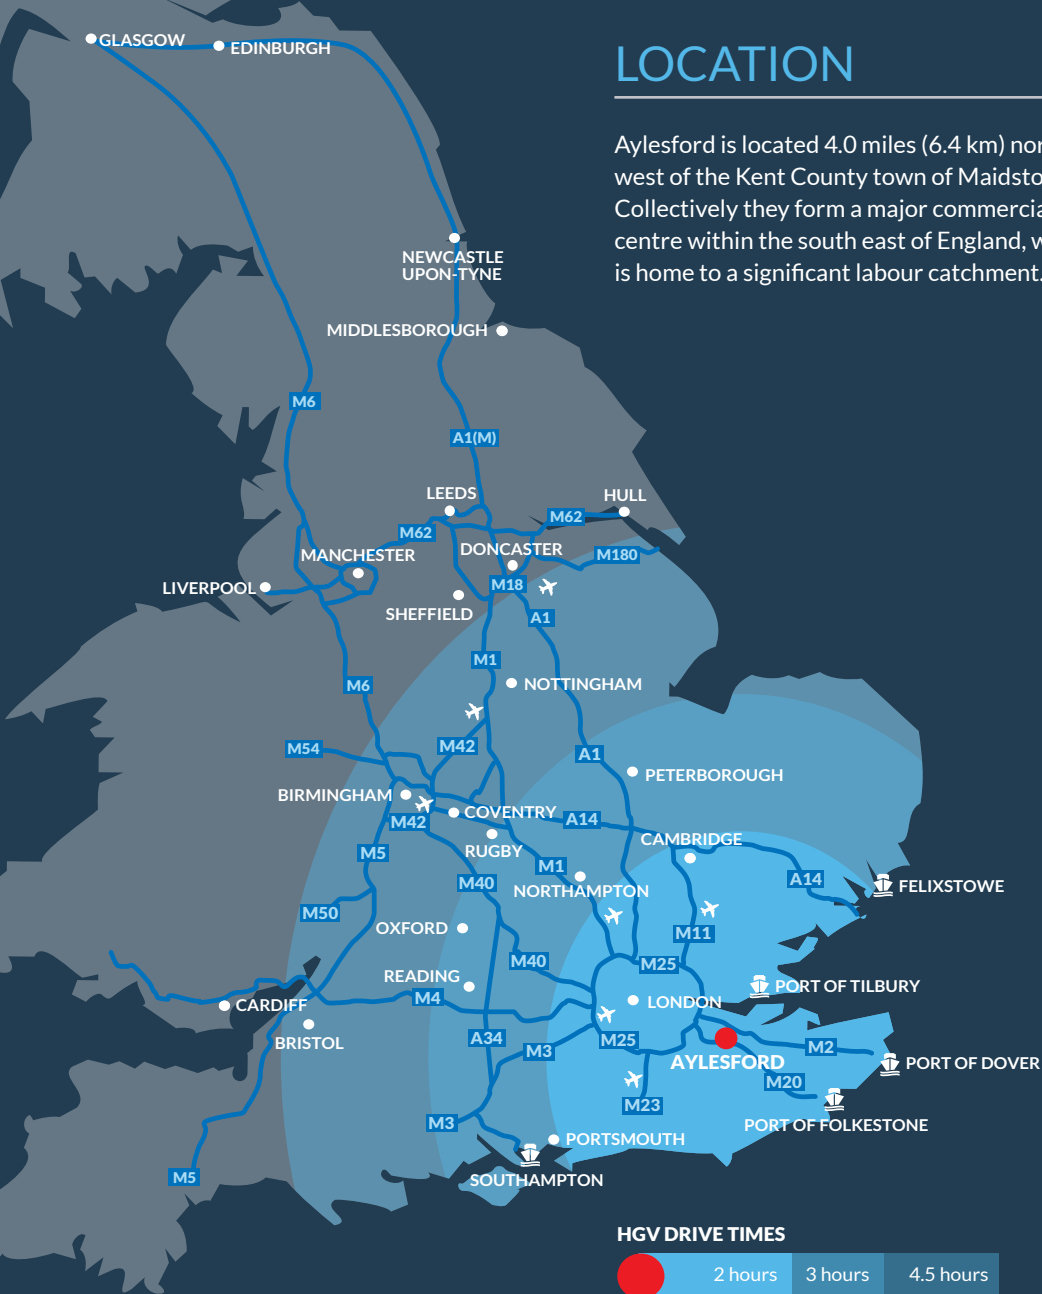 LOCATION
Aylesford is located 4.0 miles (6.4 km)
west of the Kent County town of
Collectively they form a major
centre within the south east of England,
is home to a significant labour catchment.
GLASGOW
EDINBURGH
NEWCASTLE
UPON-TYNE
MIDDLESBOROUGH
M6
A1(M)
LEEDS
HULL
M62
M62
MANCHESTER
DONCASTER
M180
LIVERPOOL
M18
SHEFFIELD
A1
M1
M6
NOTTINGHAM
M54
M42
A1
PETERBOROUGH
BIRMINGHAM
COVENTRY
M42
A14
CAMBRIDGE
M5
RUGBY
M1
M40
NORTHAMPTON
A14
FELIXSTOWE
M50
OXFORD
M11
M40
M25
READING
PORT OF TILBURY
M4
CARDIFF
LONDON
BRISTOL
A34
M25
M3
AYLESFORD
M2
PORT OF DOVER
M20
M23
M3
PORT OF FOLKESTONE
PORTSMOUTH
M5
SOUTHAMPTON
HGV DRIVE TIMES
2 hours
3 hours
4.5 hours